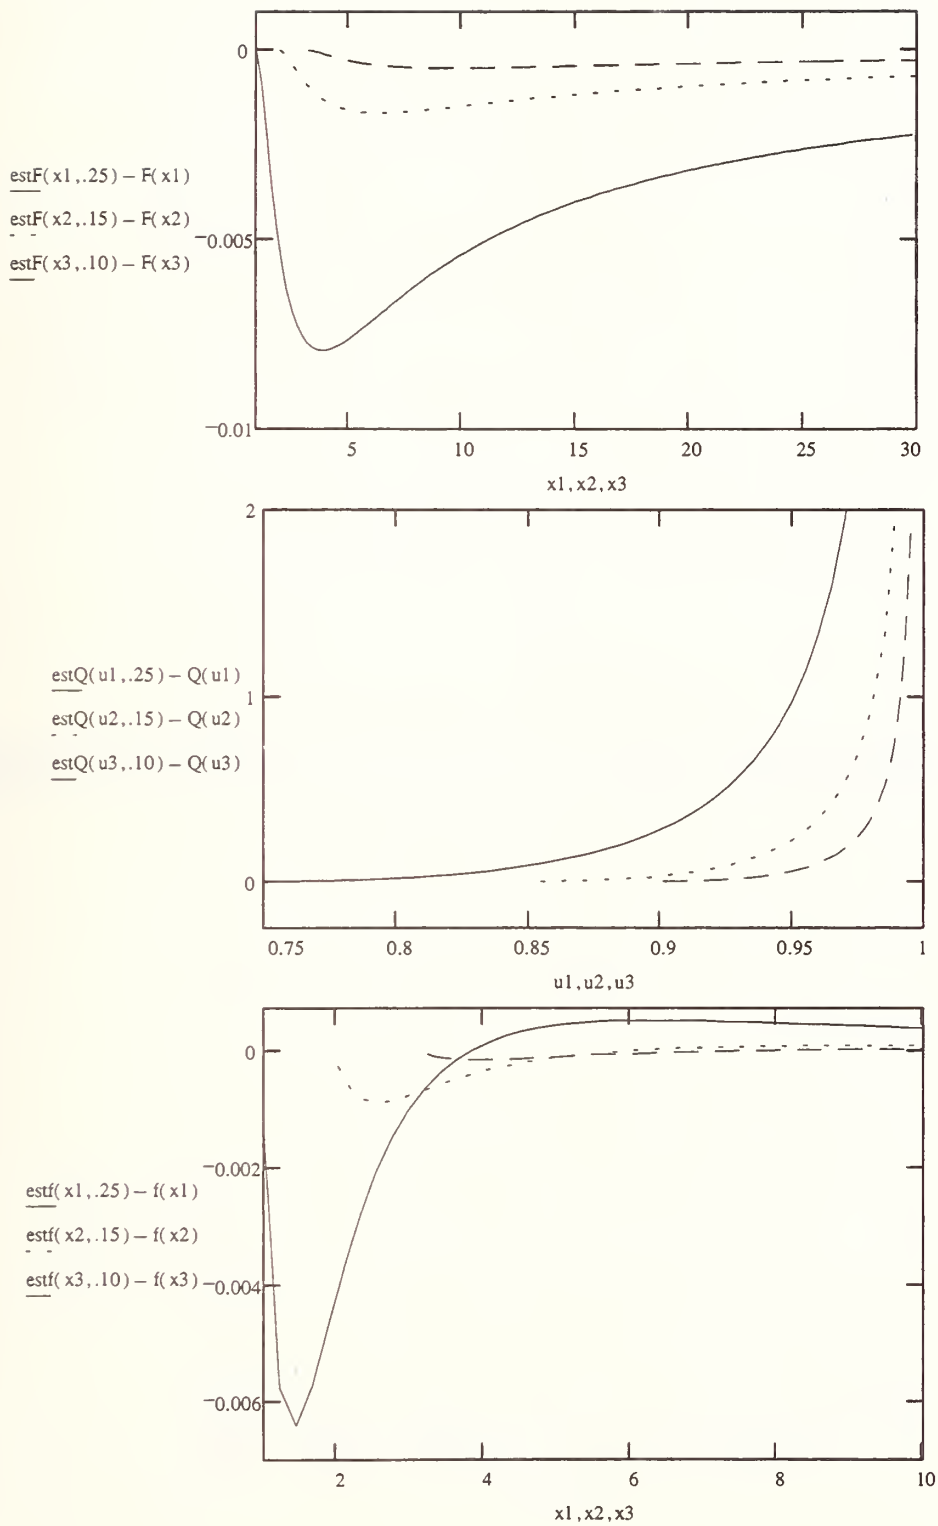 0
estF(x1,.25) – F(x1)
estF(x2,.15) – F(x2)
estF(x3,.10) – F(x3)
–0.005
–0.01
5 10 15 20 25 30
x1,x2,x3
2
estQ(u1,.25) – Q(u1)
estQ(u2,.15) – Q(u2)
estQ(u3,.10) – Q(u3)
1
0
0.75 0.8 0.85 0.9 0.95 1
u1,u2,u3
0
–0.002
estf(x1,.25) – f(x1)
estf(x2,.15) – f(x2)
estf(x3,.10) – f(x3)
–0.004
–0.006
2 4 6 8 10
x1,x2,x3